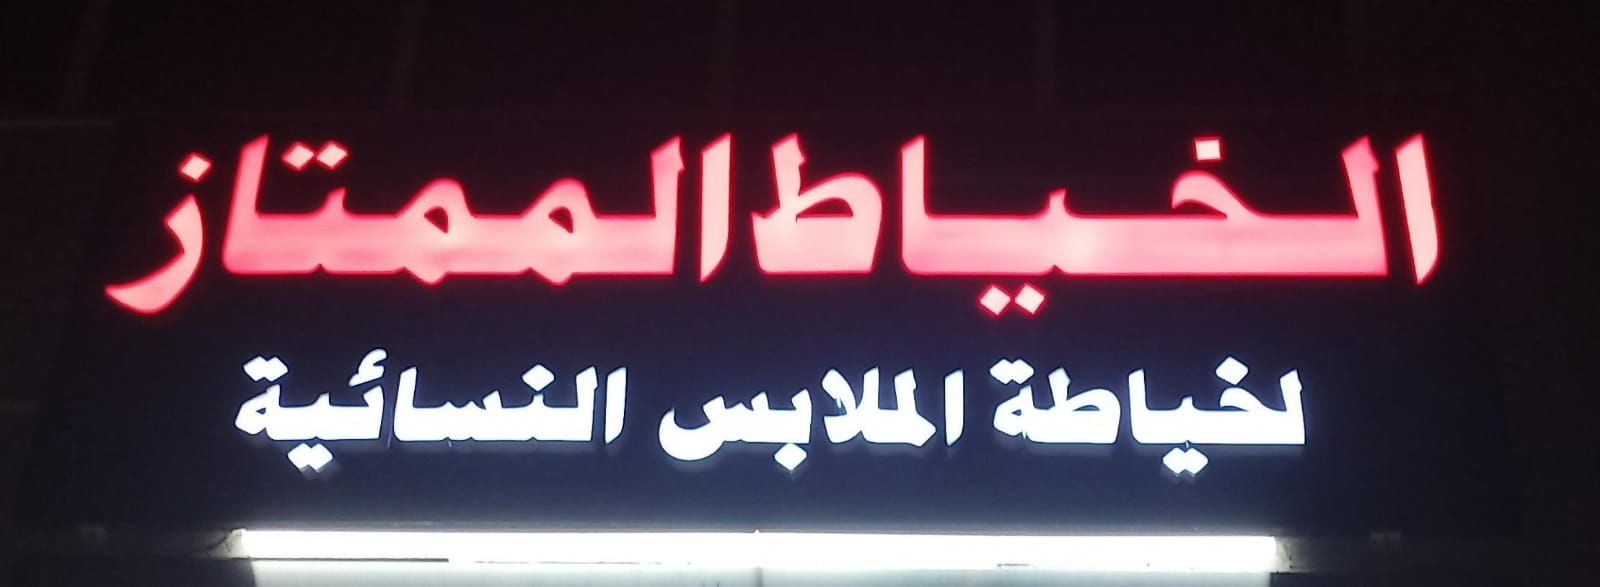 الخياط الممتاز
لخياطة الملابس النسائية